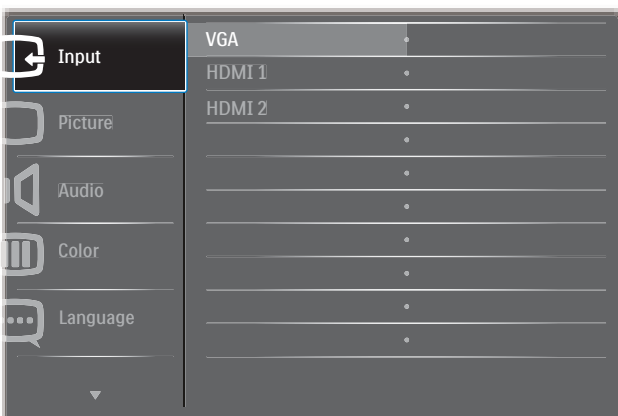 Input
Picture
Audio
Color
Language
VGA
HDMI 1
HDMI 2